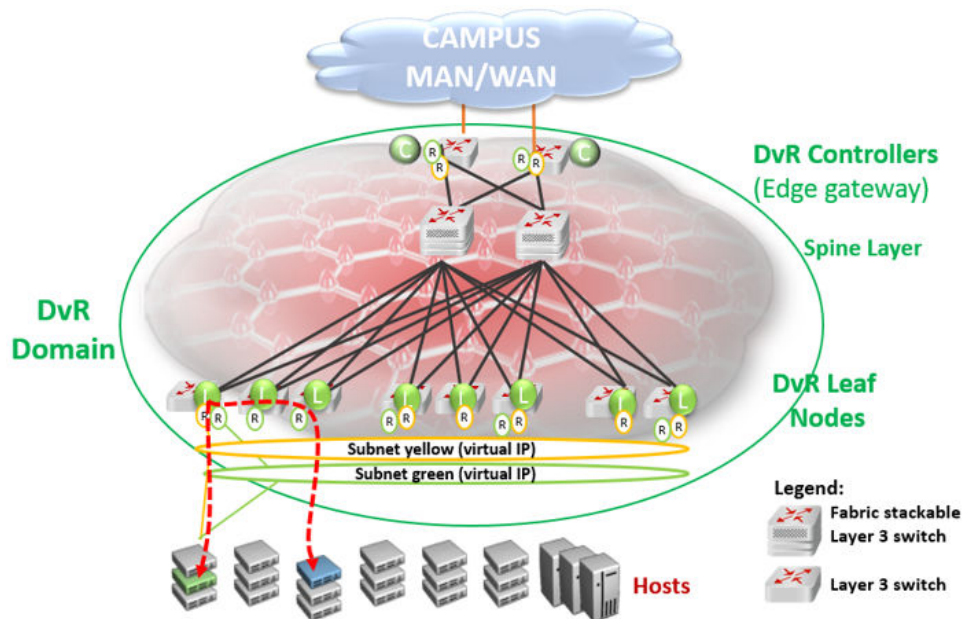 CAMPUS
MAN/WAN
C
R
R
R
R
C
DvR Controllers
(Edge gateway)
Spine Layer
DvR
Domain
L
L
L
L
L
L
L
L
R
R
R
R
R
R
R
R
R
R
R
DvR Leaf
Nodes
Subnet yellow (virtual IP)
Subnet green (virtual IP)
Legend:
Fabric stackable
Layer 3 switch
Layer 3 switch
Hosts